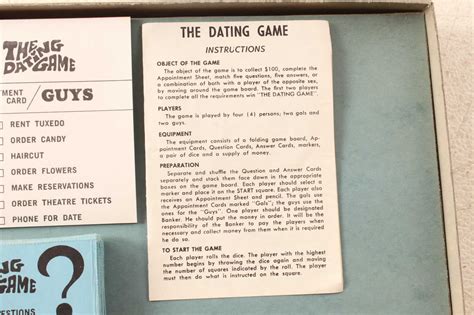 THE DATING GAME
TMENT
CARD / GUYS
RENT TUXEDO
ORDER CANDY
HAIRCUT
ORDER FLOWERS
MAKE RESERVATIONS
ORDER THEATRE TICKETS
PHONE FOR DATE
NG
GAME
ESTIONS
?
THE DATING GAME
INSTRUCTIONS
OBJECT OF THE GAME
The object of the game is to collect $100, complete the
Appointment Sheet, match five questions, five answers, or
a combination of both with a player of the opposite sex,
by moving around the game board. The first two players
to complete all the requirements win "THE DATING GAME".
PLAYERS
The game is played by four (4) persons; two gals and
two guys.
EQUIPMENT
The equipment consists of a folding game board, Ap-
pointment Cards, Question Cards, Answer Cards, markers,
a pair of dice and a supply of money.
PREPARATION
Separate and shuffle the Question and Answer Cards
separately and stack them face down in the appropriate
boxes on the game board. Each player should select a
marker and place it on the START square. Each player also
receives an Appointment Sheet and pencil. The gals use
the Appointment Cards marked "Gals"; the guys use the
ones for the "Guys". One player should be designated
Banker. He should put the money in order. It will be the
responsibility of the Banker to pay the players when
necessary and collect money from them when it is required
he do so.
TO START THE GAME
Each player rolls the dice. The player with the highest
number begins by throwing the dice again and moving
the number of squares indicated by the roll. The player
must then do what is instructed on the square.